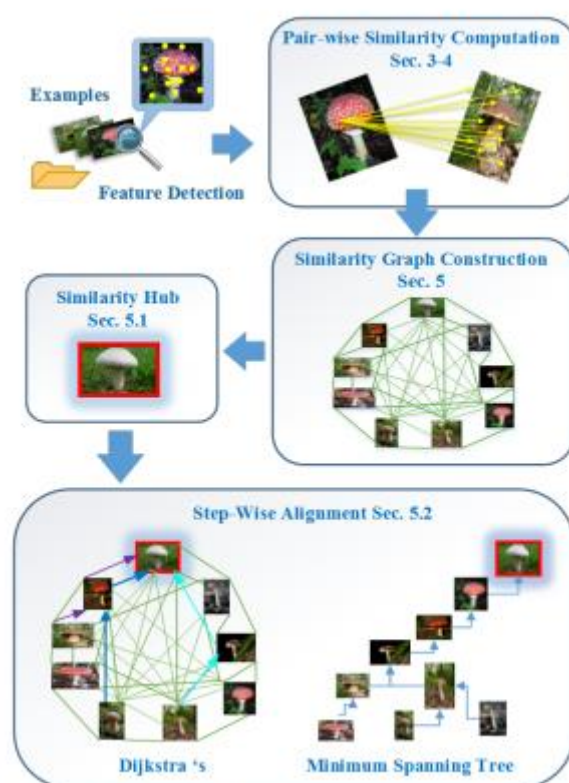 Pair-wise Similarity Computation
Sec. 3-4
Examples
Feature Detection
Similarity Graph Construction
Sec. 5
Similarity Hub
Sec. 5.1
Step-Wise Alignment Sec. 5.2
Dijkstra ‘s
Minimum Spanning Tree